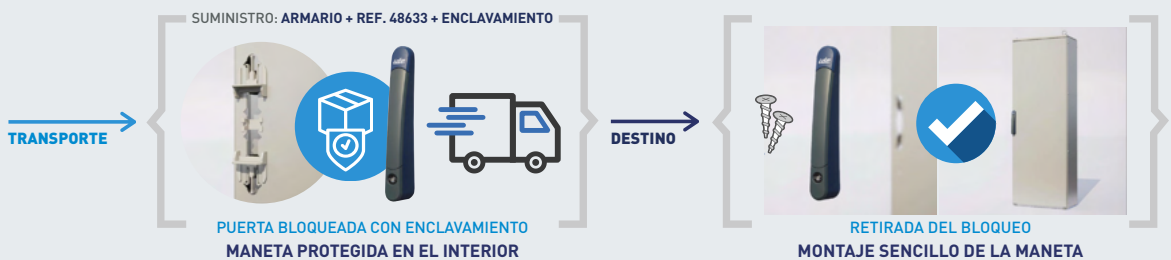 SUMINISTRO: ARMARIO + REF. 48633 + ENCLAVAMIENTO
TRANSPORTE
PUERTA BLOQUEADA CON ENCLAVAMIENTO
MANETA PROTEGIDA EN EL INTERIOR
DESTINO
RETIRADA DEL BLOQUEO
MONTAJE SENCILLO DE LA MANETA